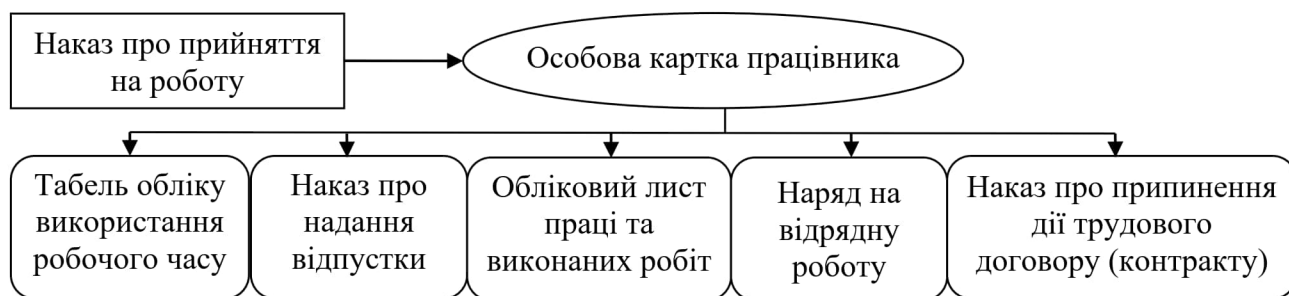 Наказ про прийняття
на роботу
Особова картка працівника
Табель обліку
використання
робочого часу
Наказ про
надання
відпустки
Обліковий лист
праці та
виконаних робіт
Наряд на
відрядну
роботу
Наказ про припинення
дії трудового
договору (контракту)